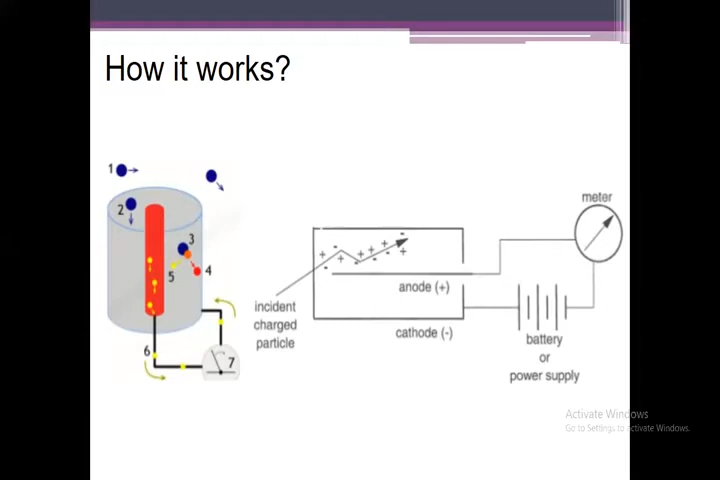 How it works?
1
2
3
4
5
6
7
meter
+ - + - + + + - - - +
anode (+)
incident
charged
particle
cathode (-)
battery
or
power supply
Activate Windows
Go to Settings to activate Windows.